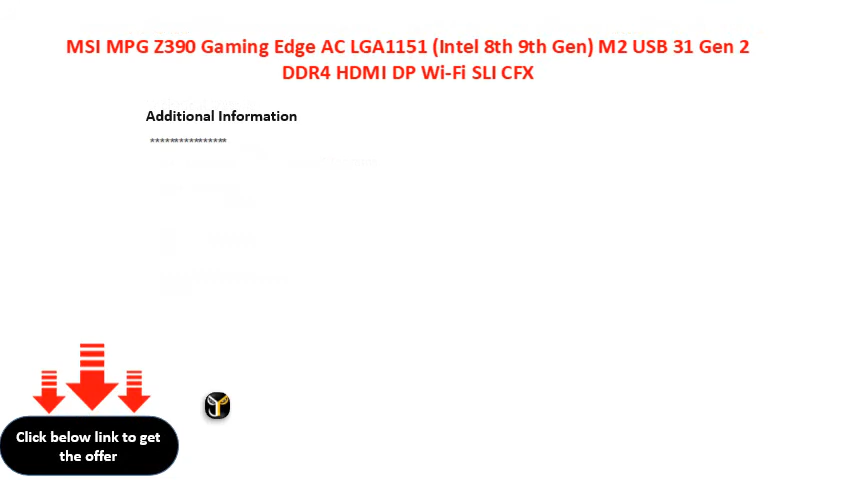 MSI MPG Z390 Gaming Edge AC LGA1151 (Intel 8th 9th Gen) M2 USB 31 Gen 2
DDR4 HDMI DP Wi-Fi SLI CFX
Additional Information
****************
Click below link to get
the offer